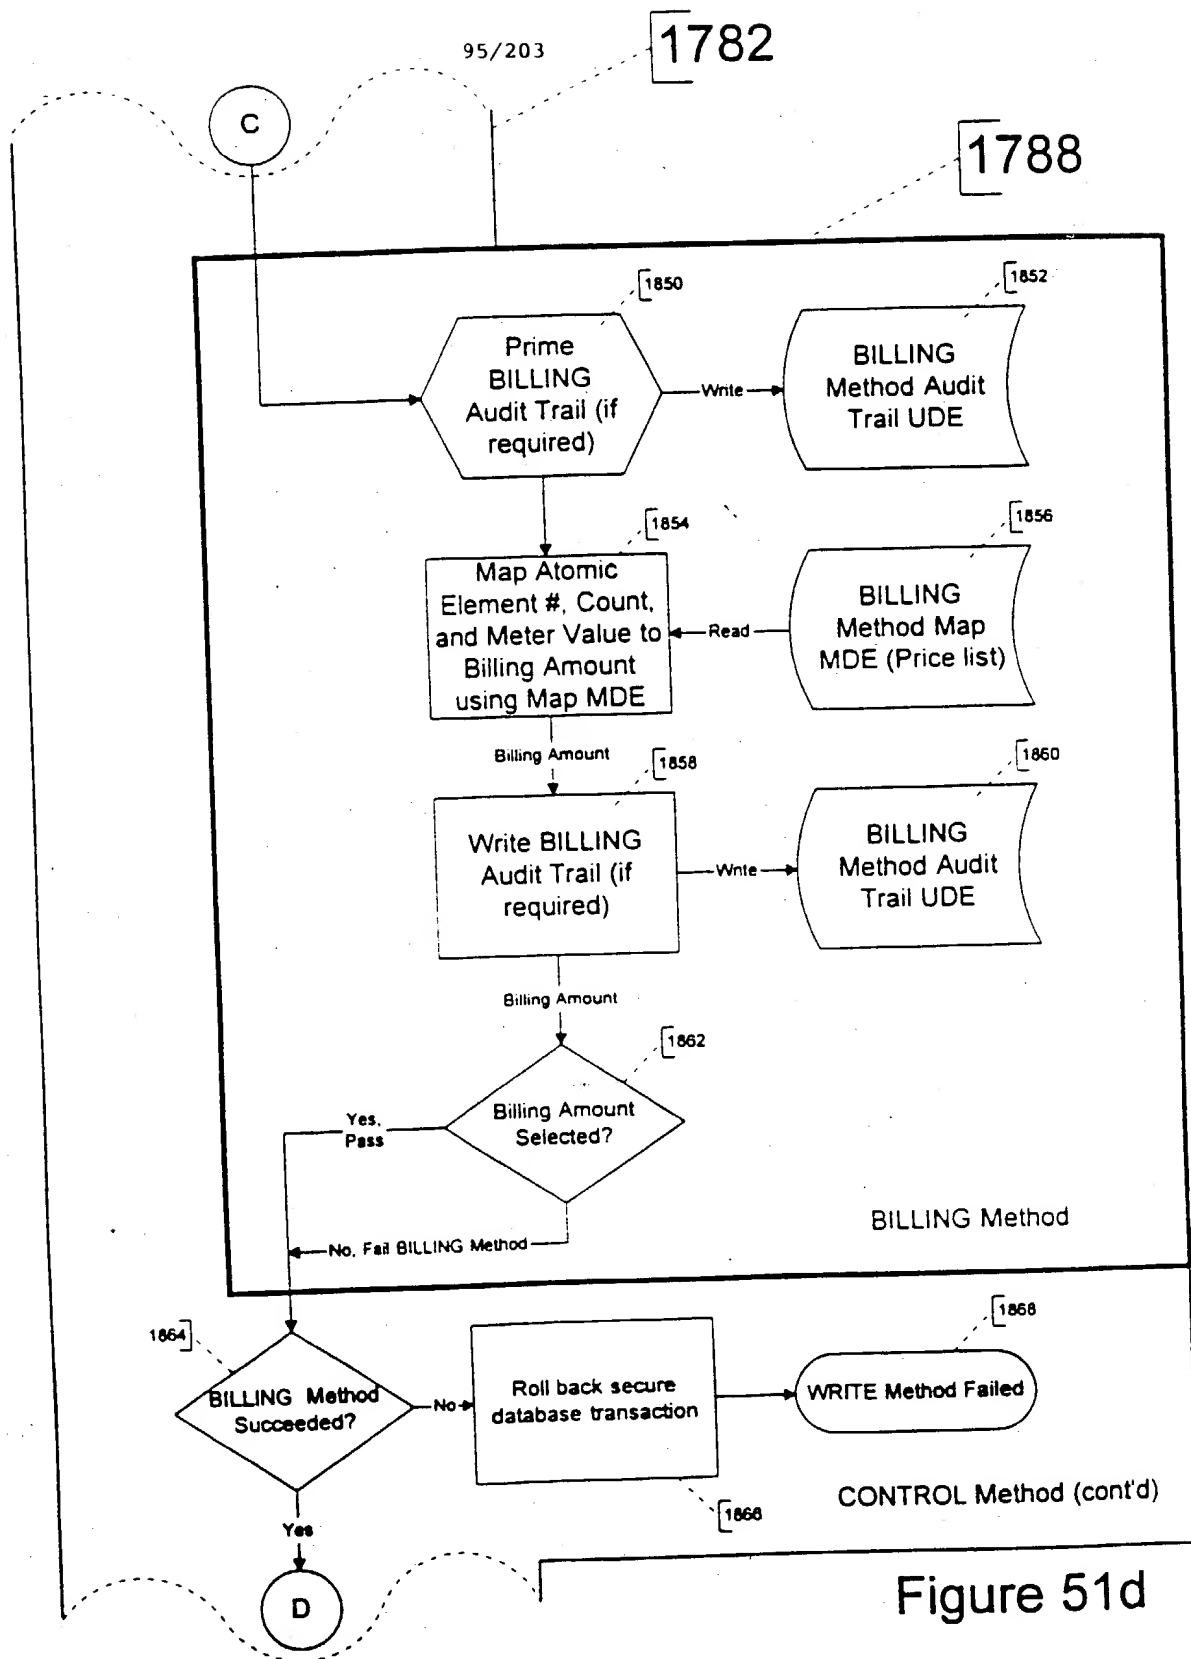 95/203
1782
C
1788
1850
1852
Prime
BILLING
Audit Trail (if
required)
Write
BILLING
Method Audit
Trail UDE
1854
1856
Map Atomic
Element #, Count,
and Meter Value to
Billing Amount
using Map MDE
Read
BILLING
Method Map
MDE (Price list)
Billing Amount
1858
1860
Write BILLING
Audit Trail (if
required)
Write
BILLING
Method Audit
Trail UDE
Billing Amount
1862
Billing Amount
Selected?
Yes,
Pass
No, Fail BILLING Method
BILLING Method
1864
BILLING Method
Succeeded?
No
Roll back secure
database transaction
1868
WRITE Method Failed
1866
CONTROL Method (cont'd)
Yes
D
Figure 51d